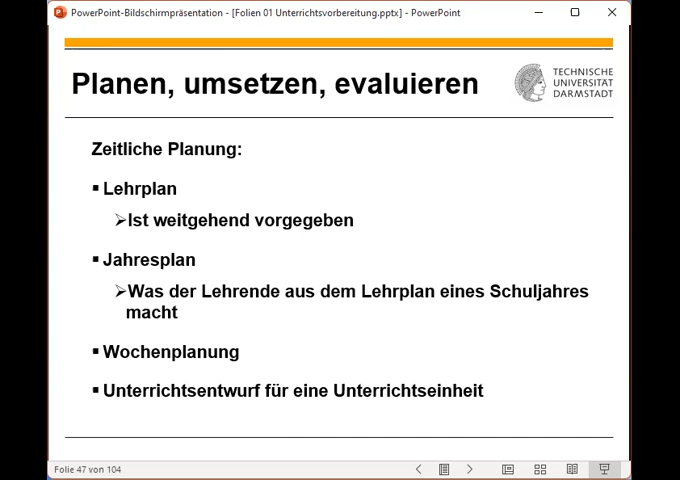 PowerPoint-Bildschirmpräsentation - [Folien 01 Unterrichtsvorbereitung.pptx] - PowerPoint
Planen, umsetzen, evaluieren
TECHNISCHE
UNIVERSITÄT
DARMSTADT
Zeitliche Planung:
▪ Lehrplan
➢Ist weitgehend vorgegeben
▪ Jahresplan
➢Was der Lehrende aus dem Lehrplan eines Schuljahres
macht
▪ Wochenplanung
▪ Unterrichtsentwurf für eine Unterrichtseinheit
Folie 47 von 104